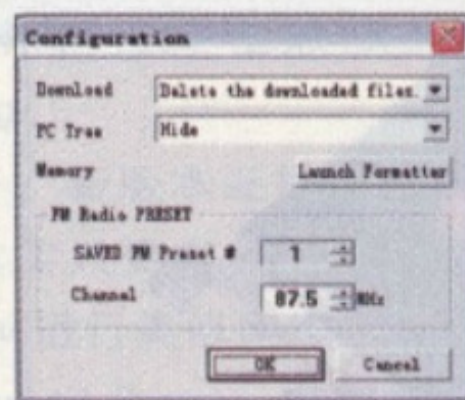 Configuration
Download Delete the downloaded files.
PC Tree Hide
Memory Launch Formatter
FM Radio PRESET
SAVED FM Preset # 1
Channel 87.5 MHz
OK Cancel